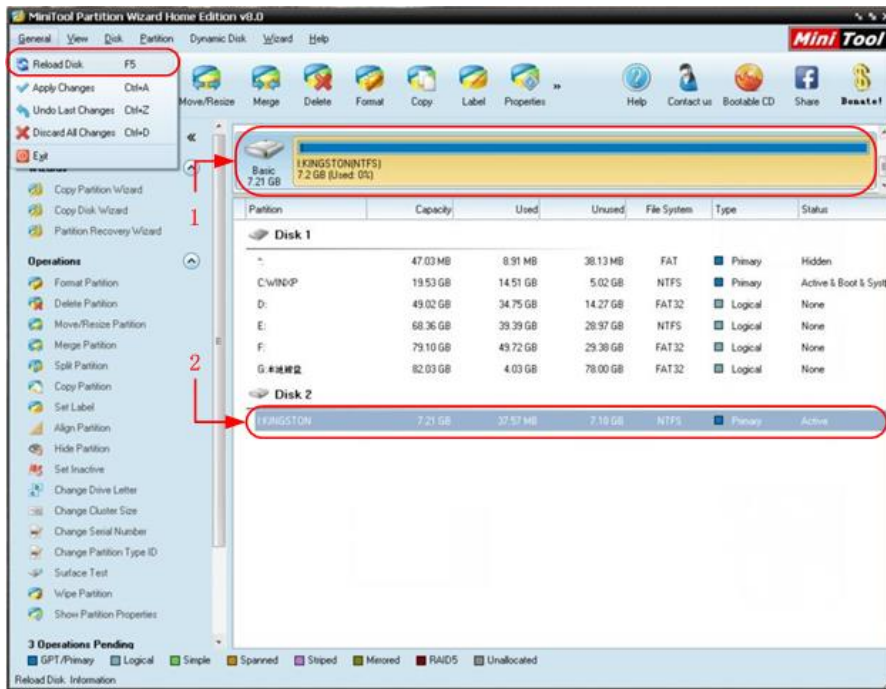 MiniTool Partition Wizard Home Edition v8.0
General View Disk Partition Dynamic Disk Wizard Help
Mini Tool
Reload Disk F5
Apply Changes Ctrl+A
Undo Last Changes Ctrl+Z
Discard All Changes Ctrl+D
Exit
Move/Resize Merge Delete Format Copy Label Properties » Help Contact us Bootable CD Share Donate!
«
Basic
7.21 GB
I:KINGSTON(NTFS)
7.2 GB (Used: 0%)
1
Copy Partition Wizard
Copy Disk Wizard
Partition Recovery Wizard
Operations
Format Partition
Delete Partition
Move/Resize Partition
Merge Partition
Split Partition
Copy Partition
Set Label
Align Partition
Hide Partition
Set Inactive
Change Drive Letter
Change Cluster Size
Change Serial Number
Change Partition Type ID
Surface Test
Wipe Partition
Show Partition Properties
3 Operations Pending
2
Partition Capacity Used Unused File System Type Status
Disk 1
*: 47.03 MB 8.91 MB 38.13 MB FAT Primary Hidden
C:WINXP 19.53 GB 14.51 GB 5.02 GB NTFS Primary Active & Boot & Syst
D: 49.02 GB 34.75 GB 14.27 GB FAT32 Logical None
E: 68.36 GB 39.39 GB 28.97 GB NTFS Logical None
F: 79.10 GB 49.72 GB 29.38 GB FAT32 Logical None
G: 82.03 GB 4.03 GB 78.00 GB FAT32 Logical None
Disk 2
I:KINGSTON 7.21 GB 37.57 MB 7.18 GB NTFS Primary Active
GPT/Primary Logical Simple Spanned Striped Mirrored RAID5 Unallocated
Reload Disk Information